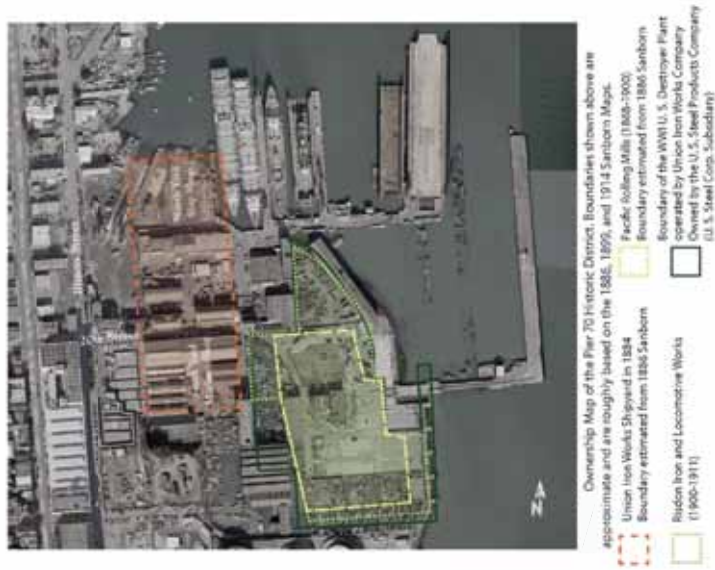 Ownership Map of the Pier 70 Historic District. Boundaries shown above are
approximate and are roughly based on the 1886, 1899, and 1914 Sanborn Maps.
Union Iron Works Shipyard in 1884
Boundary estimated from 1886 Sanborn
Risdon Iron and Locomotive Works
(1900-1911)
Pacific Rolling Mills (1868-1900)
Boundary estimated from 1886 Sanborn
Boundary of the WWI U. S. Destroyer Plant
operated by Union Iron Works Company
Owned by the U.S. Steel Products Company
(U. S. Steel Corp. Subsidiary)
N